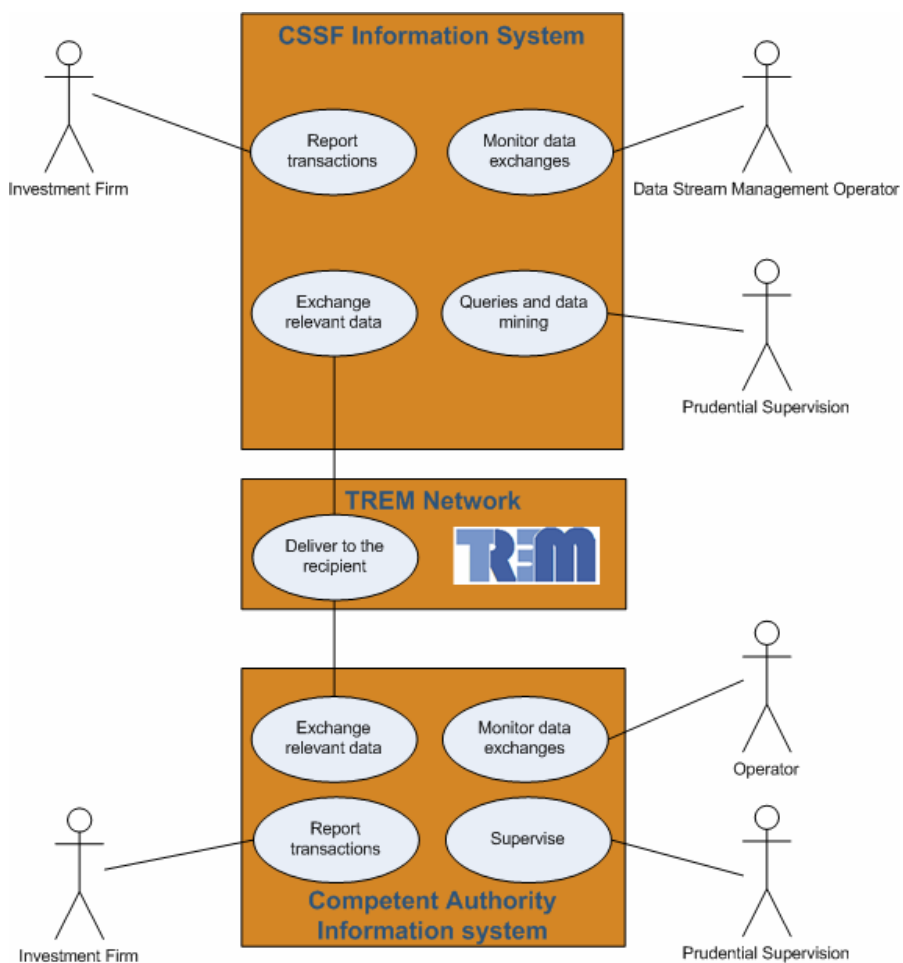 CSSF Information System
Report
transactions
Monitor data
exchanges
Investment Firm
Data Stream Management Operator
Exchange
relevant data
Queries and data
mining
Prudential Supervision
TREM Network
Deliver to the
recipient
TREM
Exchange
relevant data
Monitor data
exchanges
Operator
Report
transactions
Supervise
Competent Authority
Information system
Investment Firm
Prudential Supervision